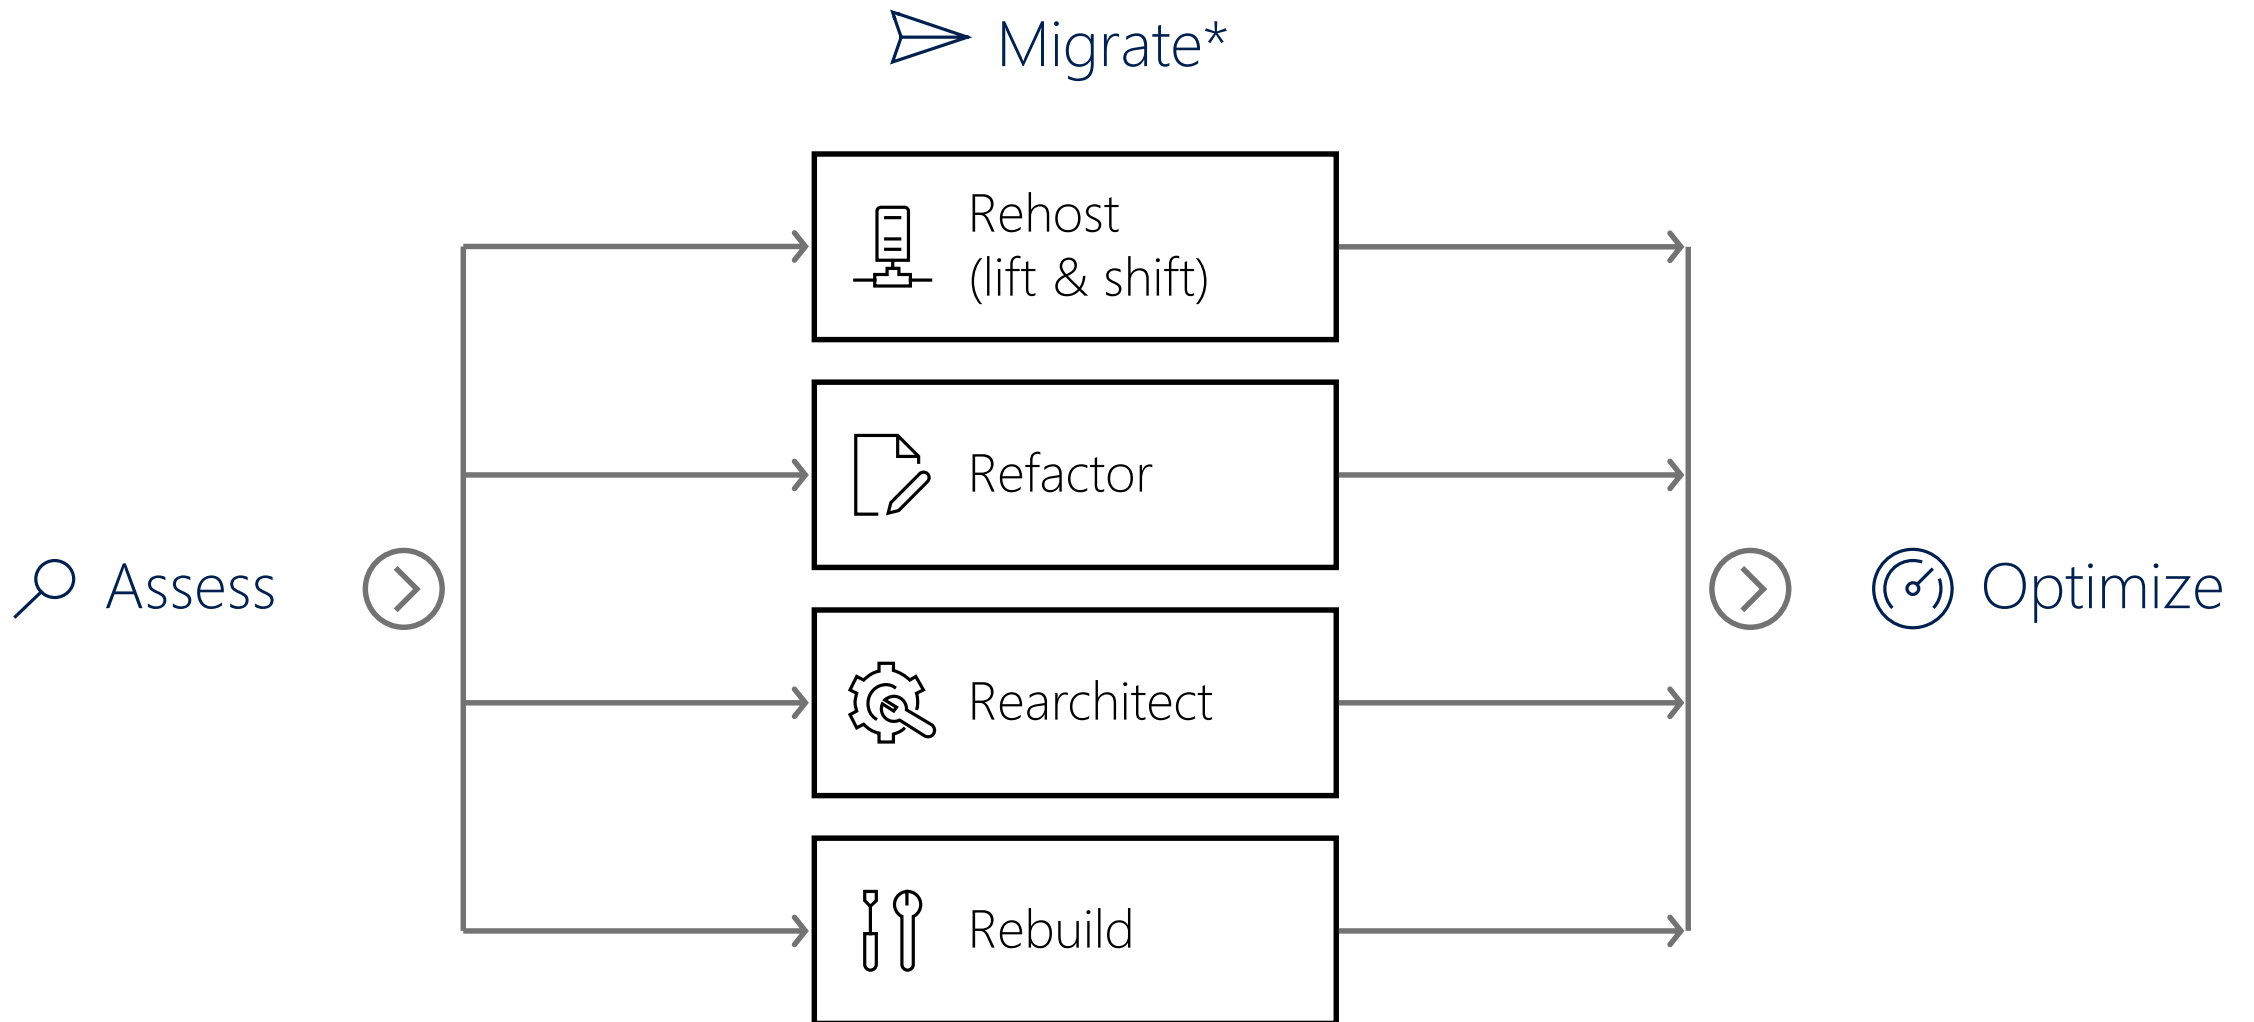 Migrate*
Rehost
(lift & shift)
Refactor
Assess
Optimize
Rearchitect
Rebuild